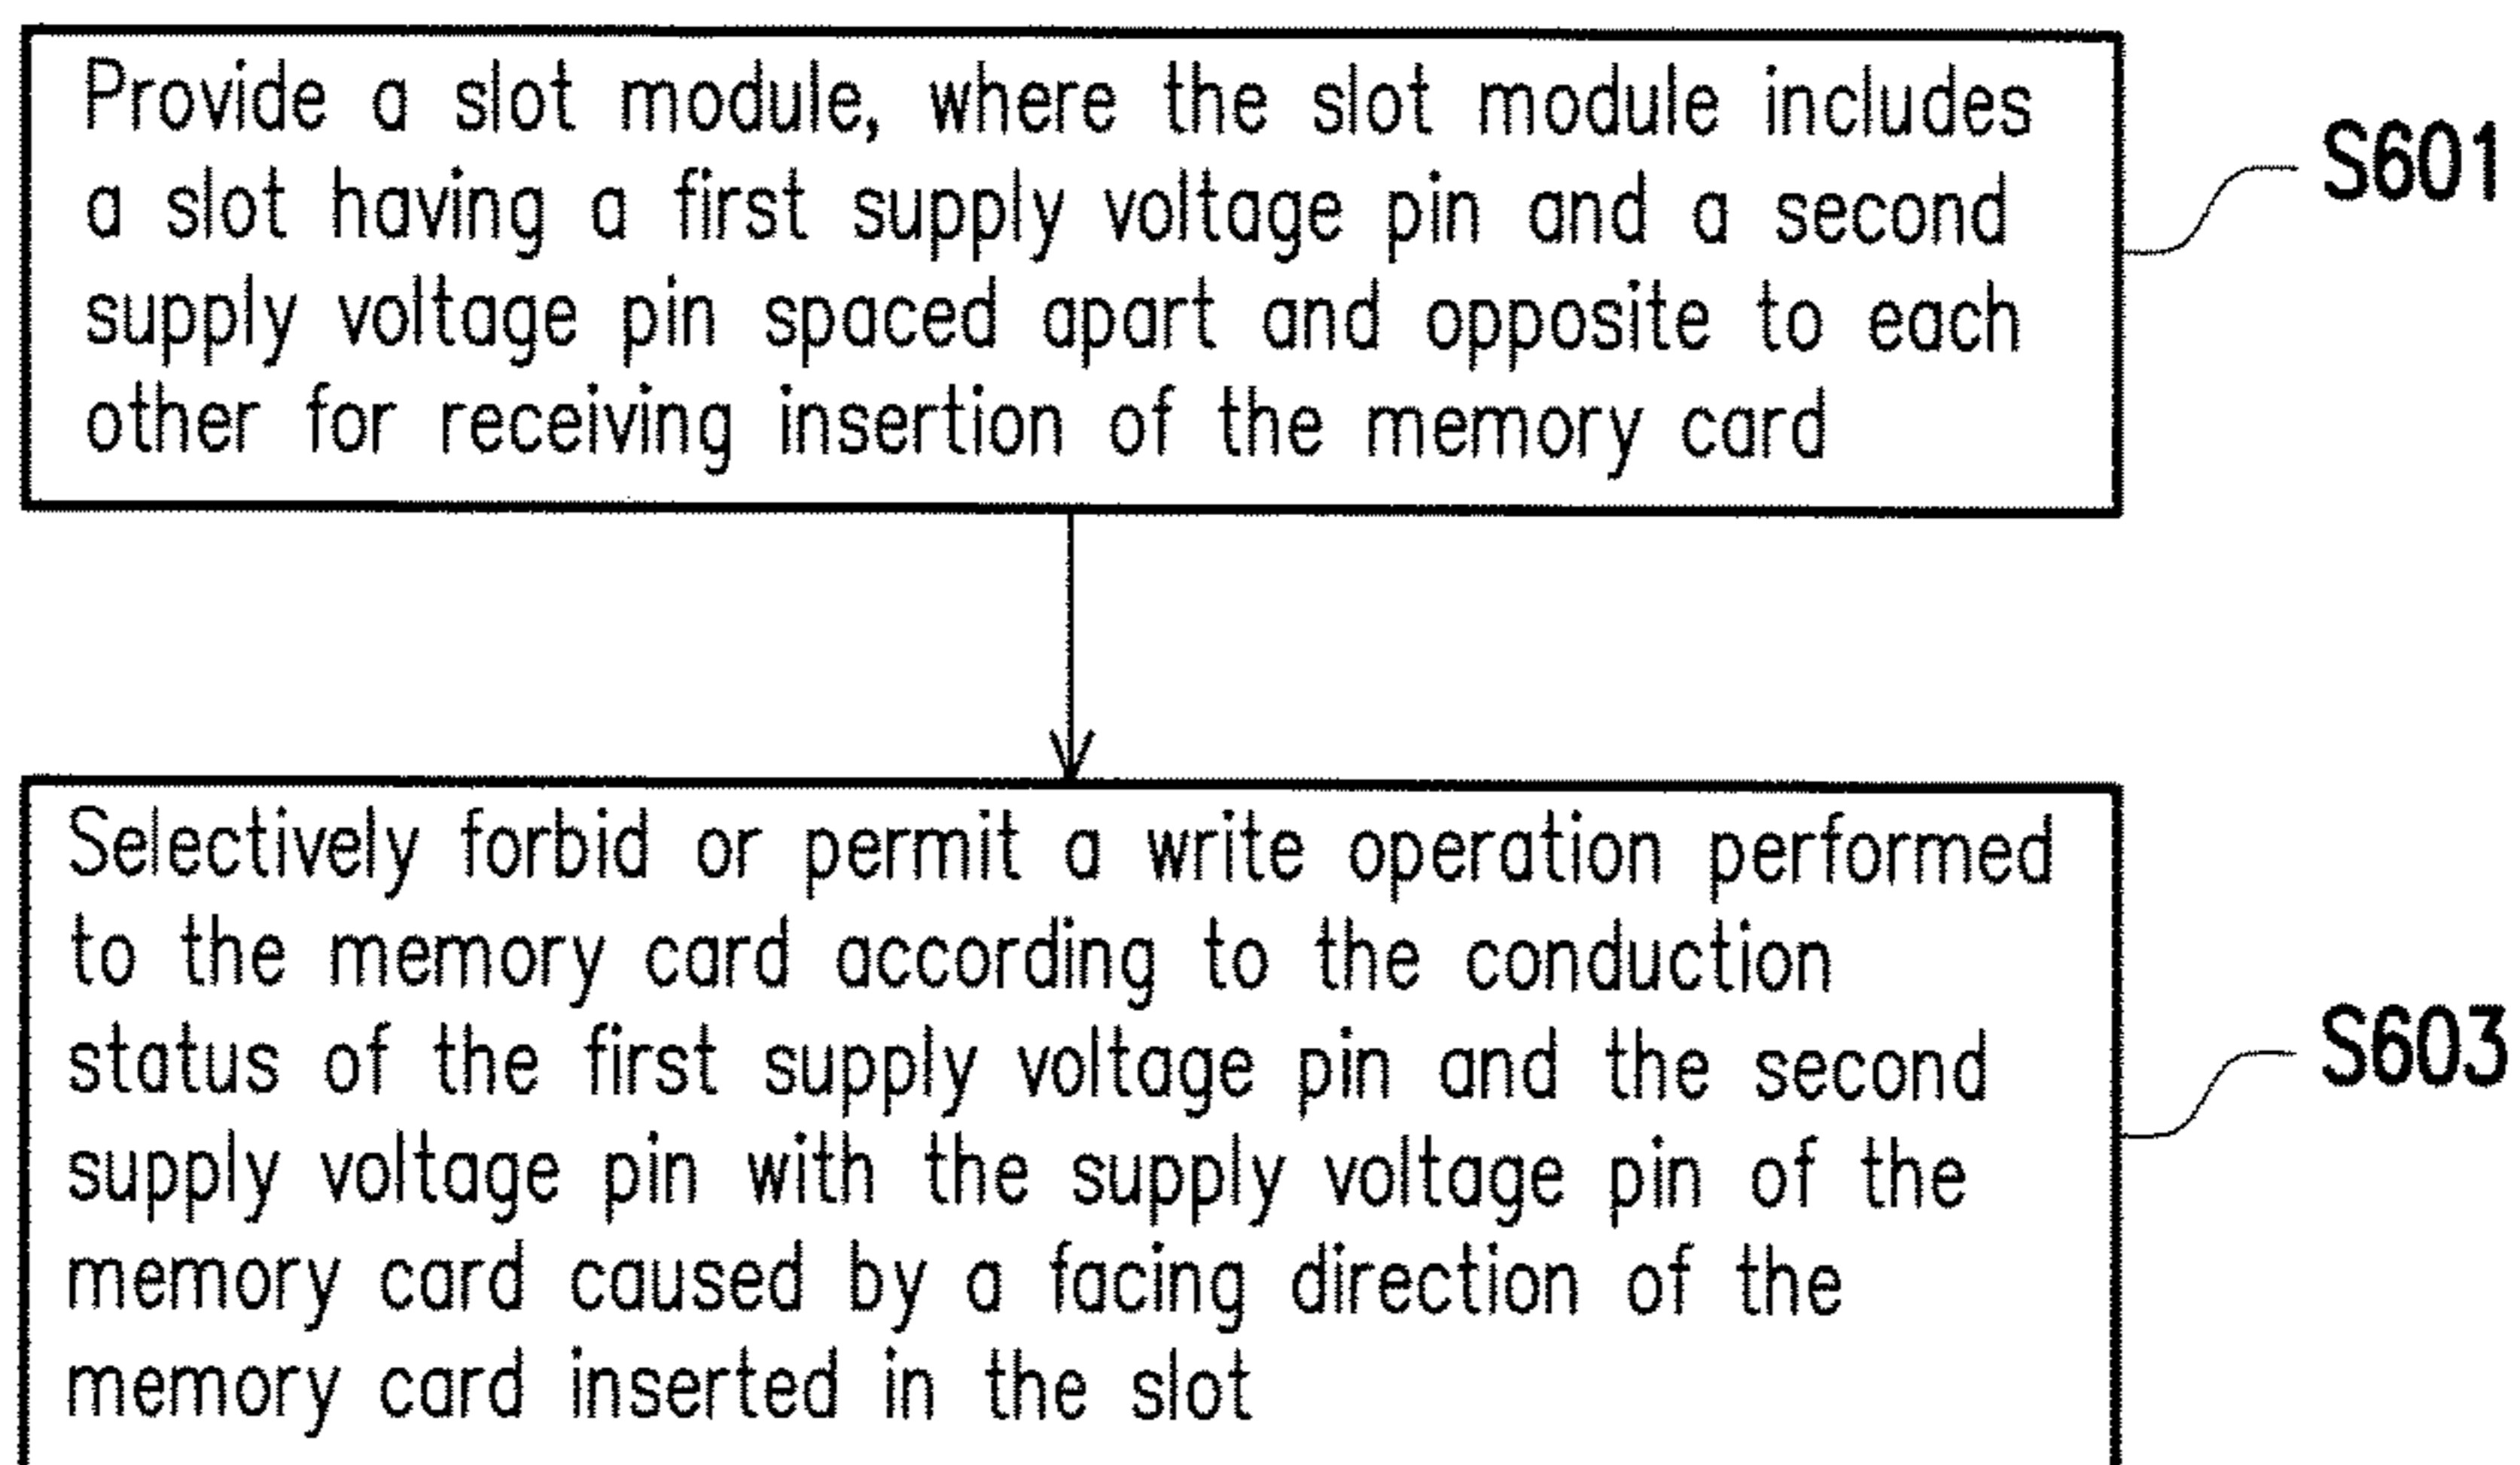 Provide a slot module, where the slot module includes
a slot having a first supply voltage pin and a second
supply voltage pin spaced apart and opposite to each
other for receiving insertion of the memory card
S601
Selectively forbid or permit a write operation performed
to the memory card according to the conduction
status of the first supply voltage pin and the second
supply voltage pin with the supply voltage pin of the
memory card caused by a facing direction of the
memory card inserted in the slot
S603